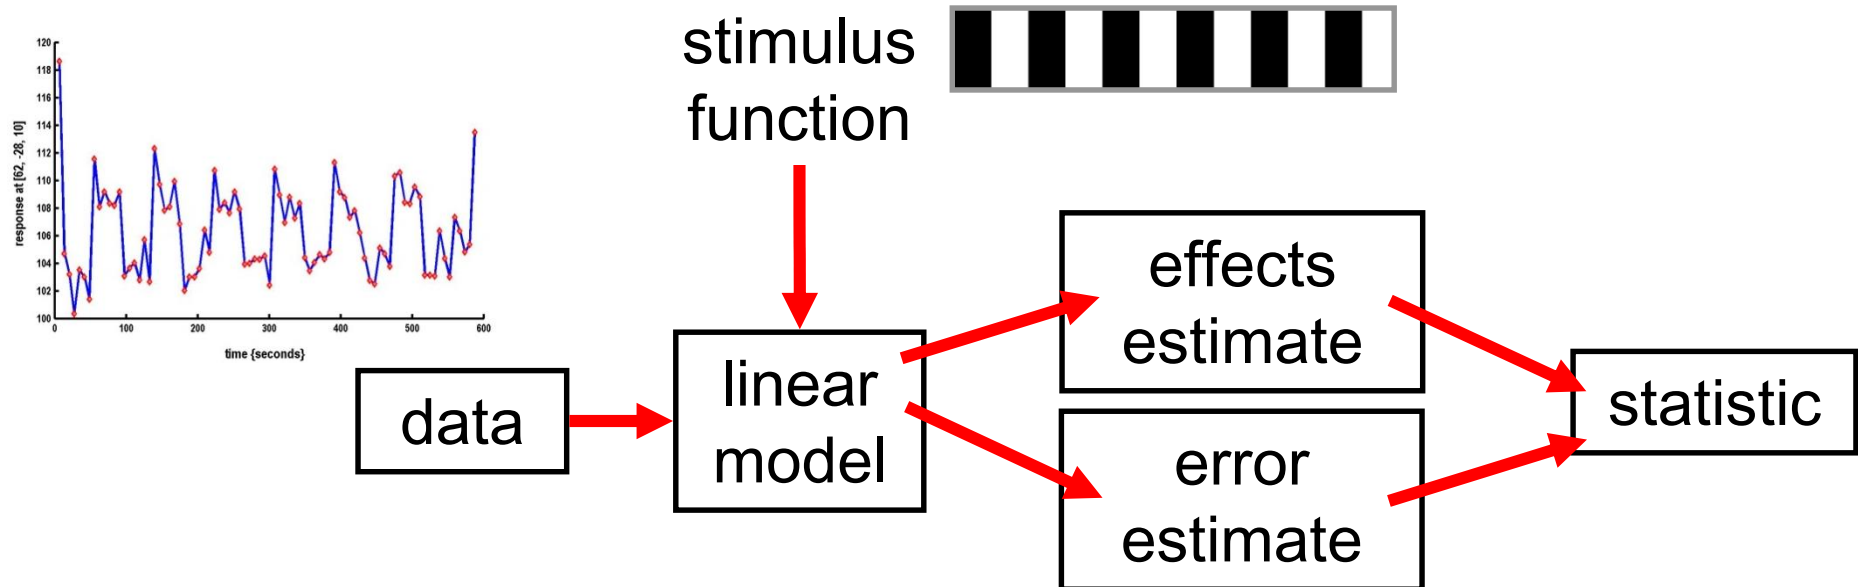 stimulus
function
120
118
116
114
112
110
108
106
104
102
100
response at [62, -28, 10]
0 100 200 300 400 500 600
time {seconds}
data
linear
model
effects
estimate
error
estimate
statistic